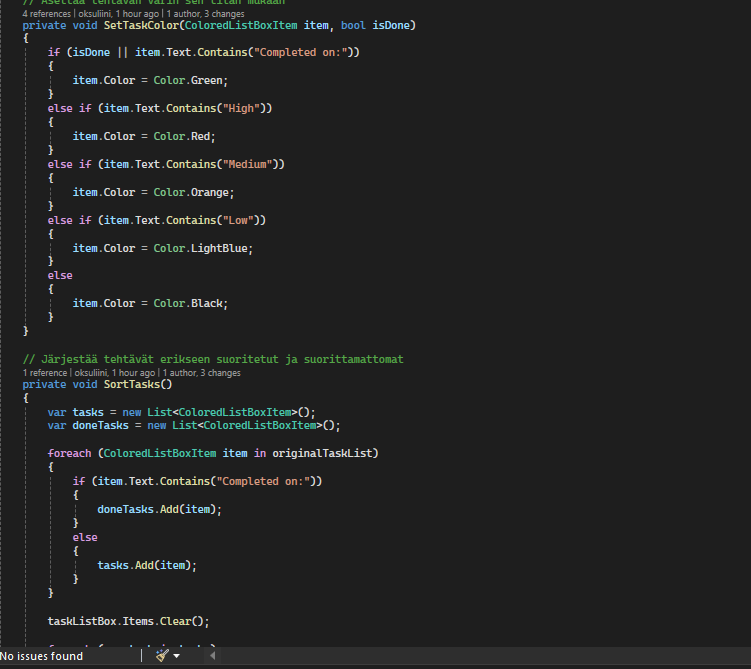 // Asettaa tehtävän värin sen tilan mukaan
4 references | oksuliini, 1 hour ago | 1 author, 3 changes
private void SetTaskColor(ColoredListBoxItem item, bool isDone)
{
if (isDone || item.Text.Contains("Completed on:"))
{
item.Color = Color.Green;
}
else if (item.Text.Contains("High"))
{
item.Color = Color.Red;
}
else if (item.Text.Contains("Medium"))
{
item.Color = Color.Orange;
}
else if (item.Text.Contains("Low"))
{
item.Color = Color.LightBlue;
}
else
{
item.Color = Color.Black;
}
}
// Järjestää tehtävät erikseen suoritetut ja suorittamattomat
1 reference | oksuliini, 1 hour ago | 1 author, 3 changes
private void SortTasks()
{
var tasks = new List<ColoredListBoxItem>();
var doneTasks = new List<ColoredListBoxItem>();
foreach (ColoredListBoxItem item in originalTaskList)
{
if (item.Text.Contains("Completed on:"))
{
doneTasks.Add(item);
}
else
{
tasks.Add(item);
}
}
taskListBox.Items.Clear();
No issues found